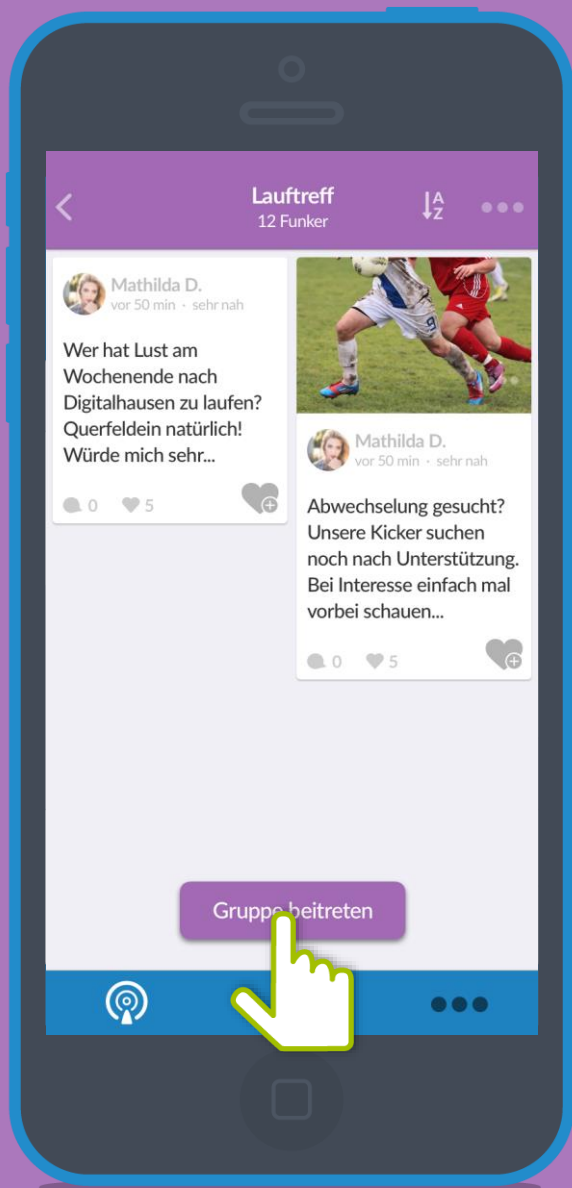 Lauftreff
12 Funker
A
Z
Mathilda D.
vor 50 min · sehr nah
Wer hat Lust am
Wochenende nach
Digitalhausen zu laufen?
Querfeldein natürlich!
Würde mich sehr...
0 5
9
Mathilda D.
vor 50 min · sehr nah
Abwechselung gesucht?
Unsere Kicker suchen
noch nach Unterstützung.
Bei Interesse einfach mal
vorbei schauen...
0 5
Gruppe beitreten